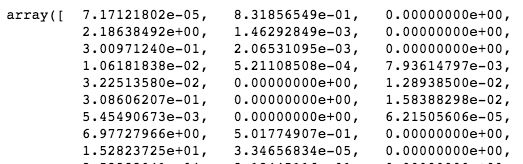 array([  7.17121802e-05,   8.31856549e-01,   0.00000000e+00,
         2.18638492e+00,   1.46292849e-03,   0.00000000e+00,
         3.00971240e-01,   2.06531095e-03,   0.00000000e+00,
         1.06181838e-02,   5.21108508e-04,   7.93614797e-03,
         3.22513580e-02,   0.00000000e+00,   1.28938500e-02,
         3.08606207e-01,   0.00000000e+00,   1.58388298e-02,
         5.45490673e-03,   0.00000000e+00,   6.21505606e-05,
         6.97727966e+00,   5.01774907e-01,   0.00000000e+00,
         1.52823725e+01,   3.34656834e-05,   0.00000000e+00,